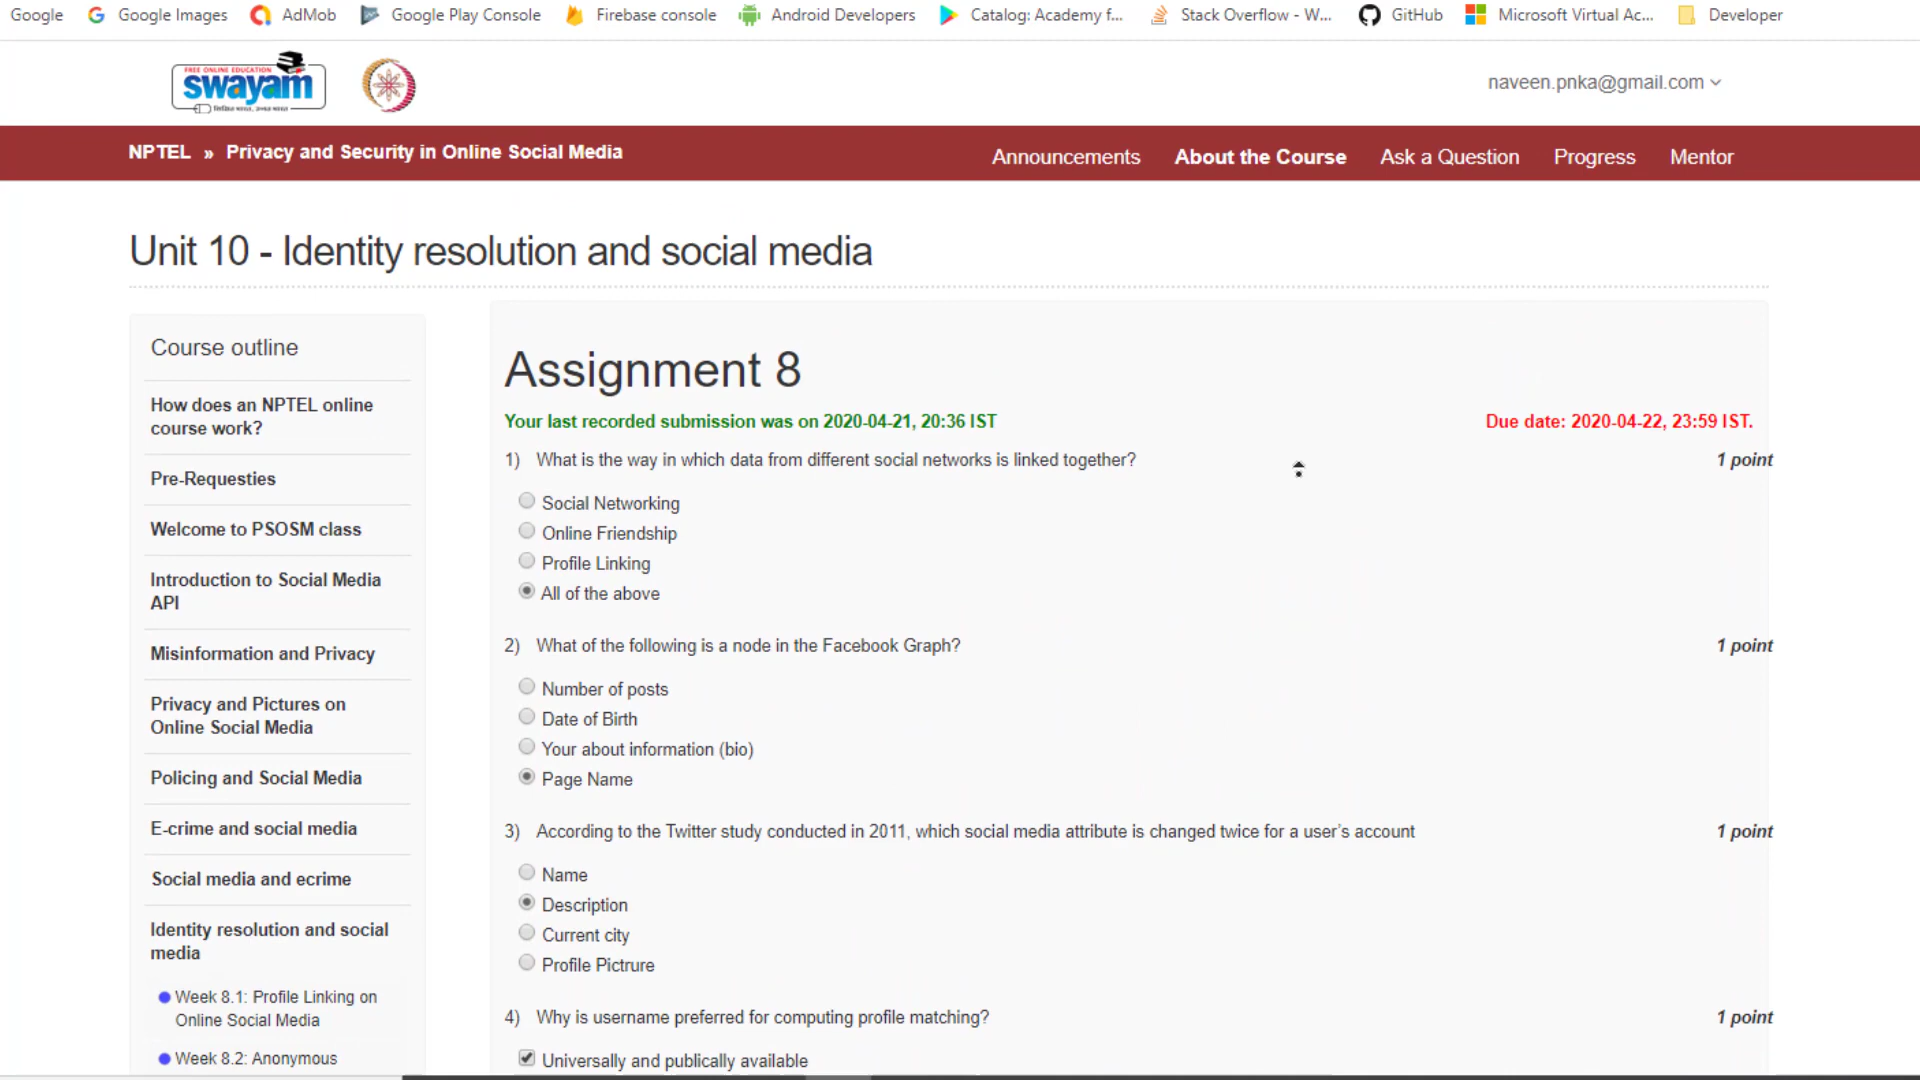 Google Google Images AdMob Google Play Console Firebase console Android Developers Catalog: Academy f... Stack Overflow - W... GitHub Microsoft Virtual Ac... Developer
FREE ONLINE EDUCATION
swayam
naveen.pnka@gmail.com
NPTEL » Privacy and Security in Online Social Media
Announcements About the Course Ask a Question Progress Mentor
Unit 10 - Identity resolution and social media
Course outline
How does an NPTEL online
course work?
Pre-Requesties
Welcome to PSOSM class
Introduction to Social Media
API
Misinformation and Privacy
Privacy and Pictures on
Online Social Media
Policing and Social Media
E-crime and social media
Social media and ecrime
Identity resolution and social
media
Week 8.1: Profile Linking on
Online Social Media
Week 8.2: Anonymous
Assignment 8
Your last recorded submission was on 2020-04-21, 20:36 IST Due date: 2020-04-22, 23:59 IST.
1) What is the way in which data from different social networks is linked together? 1 point
Social Networking
Online Friendship
Profile Linking
All of the above
2) What of the following is a node in the Facebook Graph? 1 point
Number of posts
Date of Birth
Your about information (bio)
Page Name
3) According to the Twitter study conducted in 2011, which social media attribute is changed twice for a user's account 1 point
Name
Description
Current city
Profile Pictrure
4) Why is username preferred for computing profile matching? 1 point
Universally and publically available